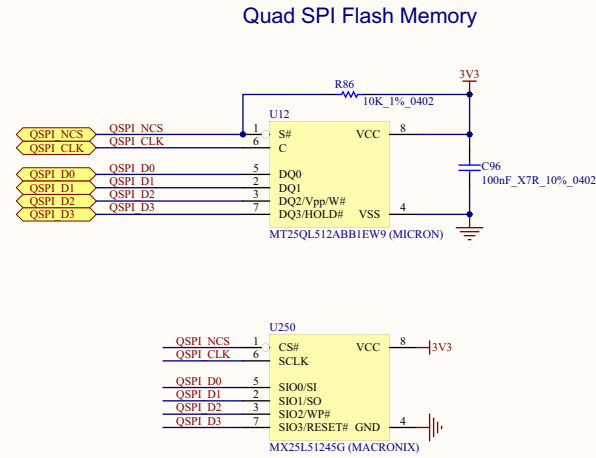 Quad SPI Flash Memory
3V3
R86
10K_1%_0402
U12
QSPI_NCS QSPI_NCS 1 S# VCC 8
QSPI_CLK QSPI_CLK 6 C
C96
QSPI_D0 QSPI_D0 5 DQ0
100nF_X7R_10%_0402
QSPI_D1 QSPI_D1 2 DQ1
QSPI_D2 QSPI_D2 3 DQ2/Vpp/W#
QSPI_D3 QSPI_D3 7 DQ3/HOLD# VSS 4
MT25QL512ABB1EW9 (MICRON)
U250
QSPI_NCS 1 CS# VCC 8 3V3
QSPI_CLK 6 SCLK
QSPI_D0 5 SIO0/SI
QSPI_D1 2 SIO1/SO
QSPI_D2 3 SIO2/WP#
QSPI_D3 7 SIO3/RESET# GND 4
MX25L51245G (MACRONIX)